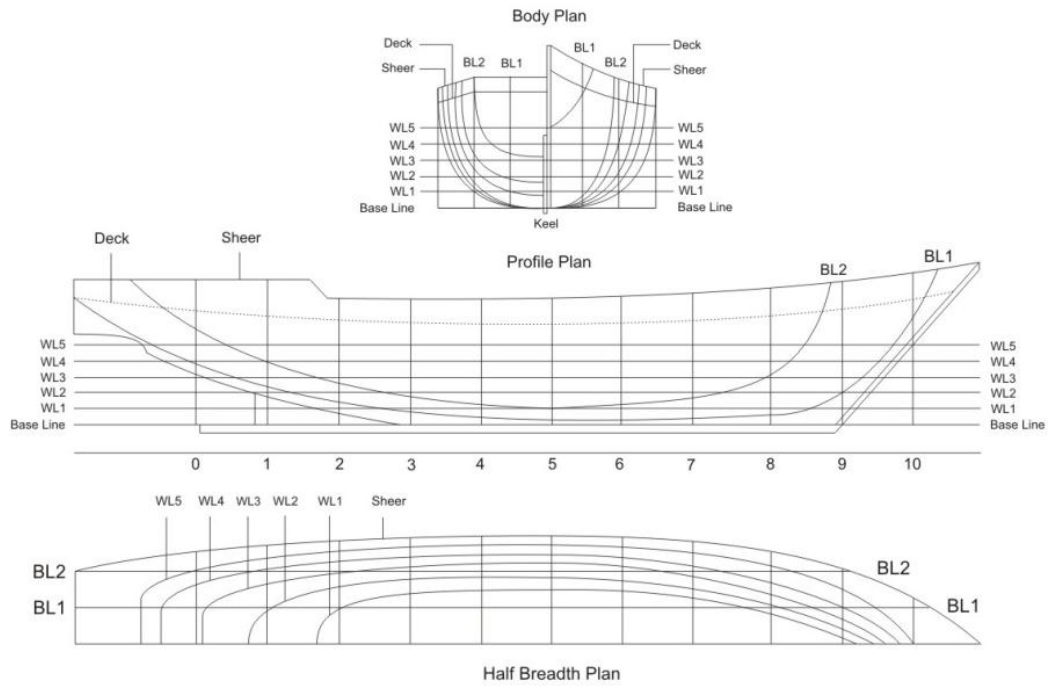 Body Plan
Deck BL2 BL1 BL1 BL2 Deck
Sheer Sheer
WL5 WL5
WL4 WL4
WL3 WL3
WL2 WL2
WL1 WL1
Base Line Base Line
Keel
Deck Sheer Profile Plan BL2 BL1
WL5 WL5
WL4 WL4
WL3 WL3
WL2 WL2
WL1 WL1
Base Line Base Line
0 1 2 3 4 5 6 7 8 9 10
WL5 WL4 WL3 WL2 WL1 Sheer
BL2 BL2
BL1 BL1
Half Breadth Plan